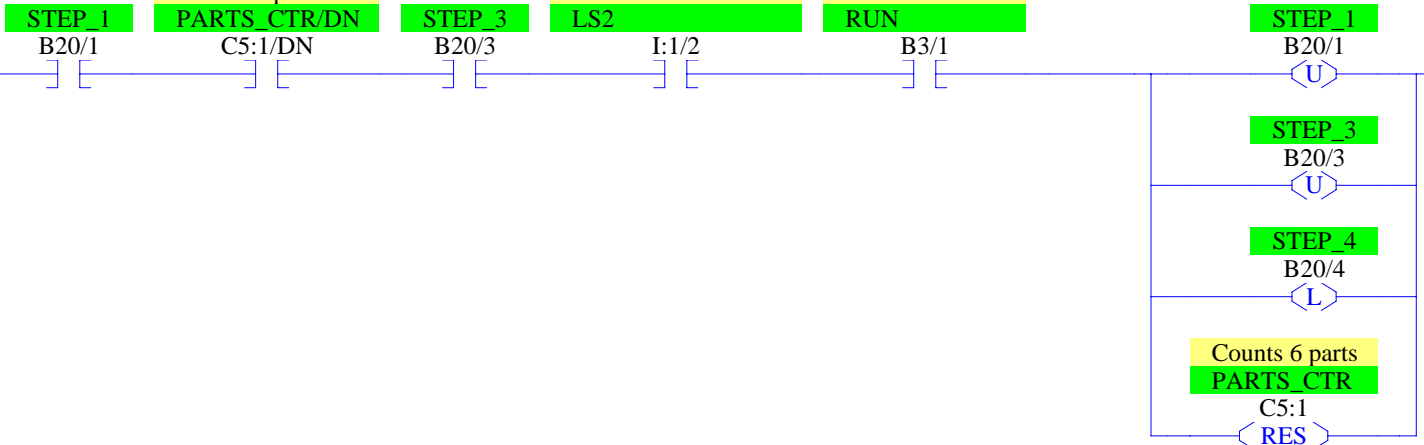 STEP_1 PARTS_CTR/DN STEP_3 LS2 RUN STEP_1
B20/1 C5:1/DN B20/3 I:1/2 B3/1 B20/1
U
STEP_3
B20/3
U
STEP_4
B20/4
L
Counts 6 parts
PARTS_CTR
C5:1
RES